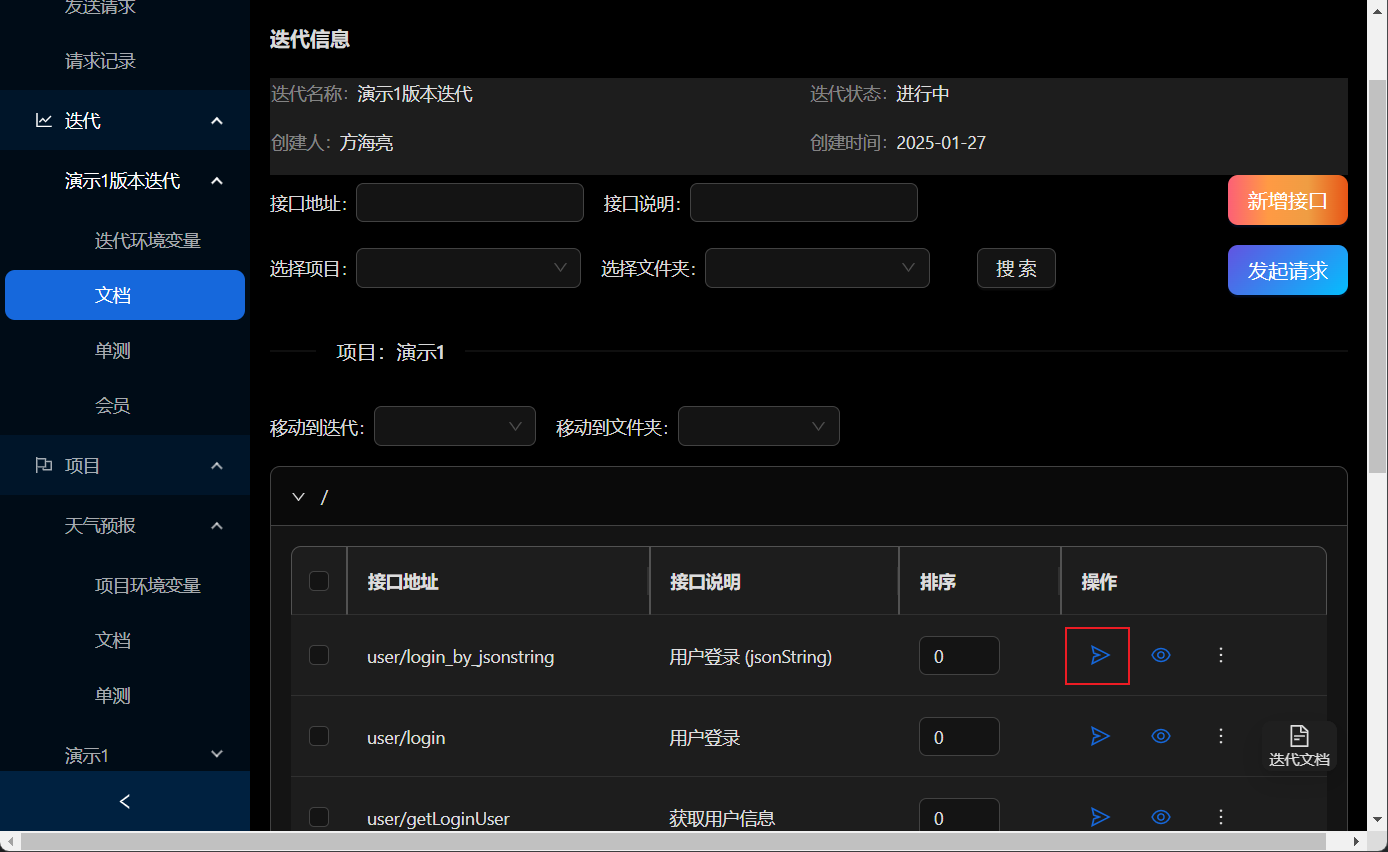 发送请求
请求记录
迭代
演示1版本迭代
迭代环境变量
文档
单测
会员
项目
天气预报
项目环境变量
文档
单测
演示1
迭代信息
迭代名称: 演示1版本迭代
迭代状态: 进行中
创建人: 方海亮
创建时间: 2025-01-27
接口地址:
接口说明:
新增接口
选择项目:
选择文件夹:
搜 索
发起请求
项目：演示1
移动到迭代:
移动到文件夹:
/
接口地址 接口说明 排序 操作
user/login_by_jsonstring 用户登录 (jsonString) 0
user/login 用户登录 0
user/getLoginUser 获取用户信息 0
迭代文档